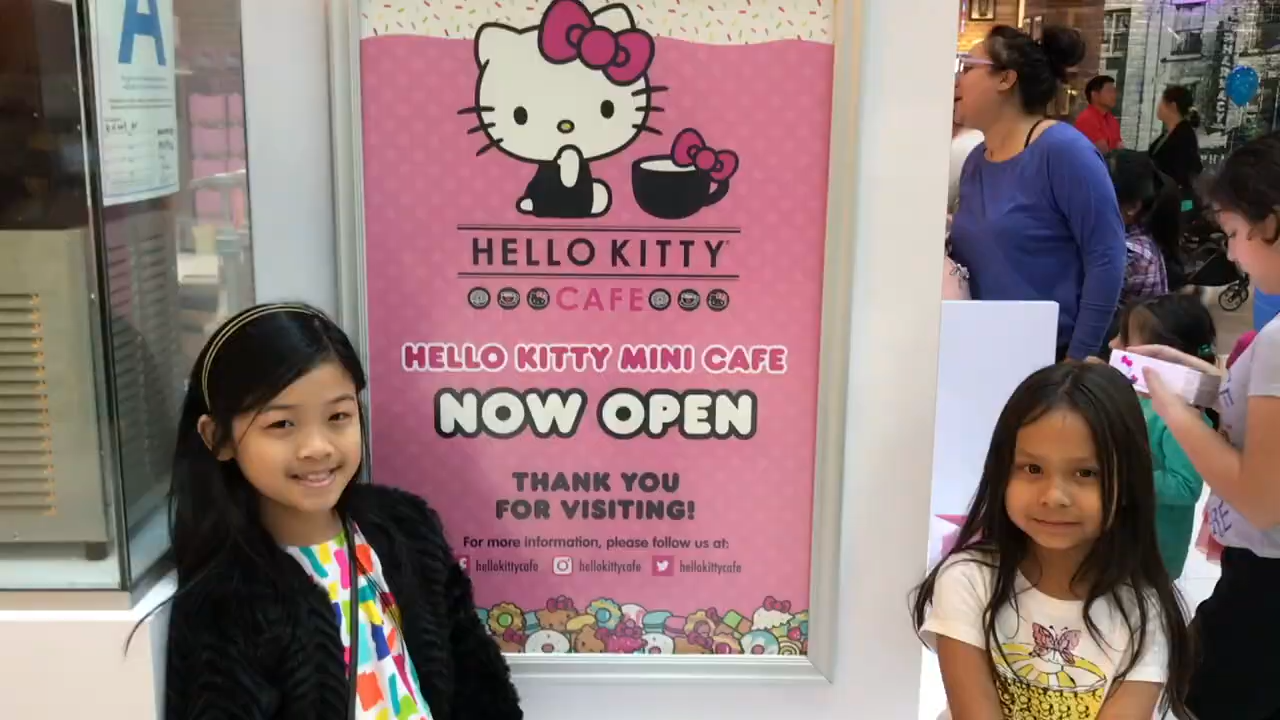 A
HELLO KITTY
CAFE
HELLO KITTY MINI CAFE
NOW OPEN
THANK YOU
FOR VISITING!
For more information, please follow us at:
hellokittycafe hellokittycafe hellokittycafe